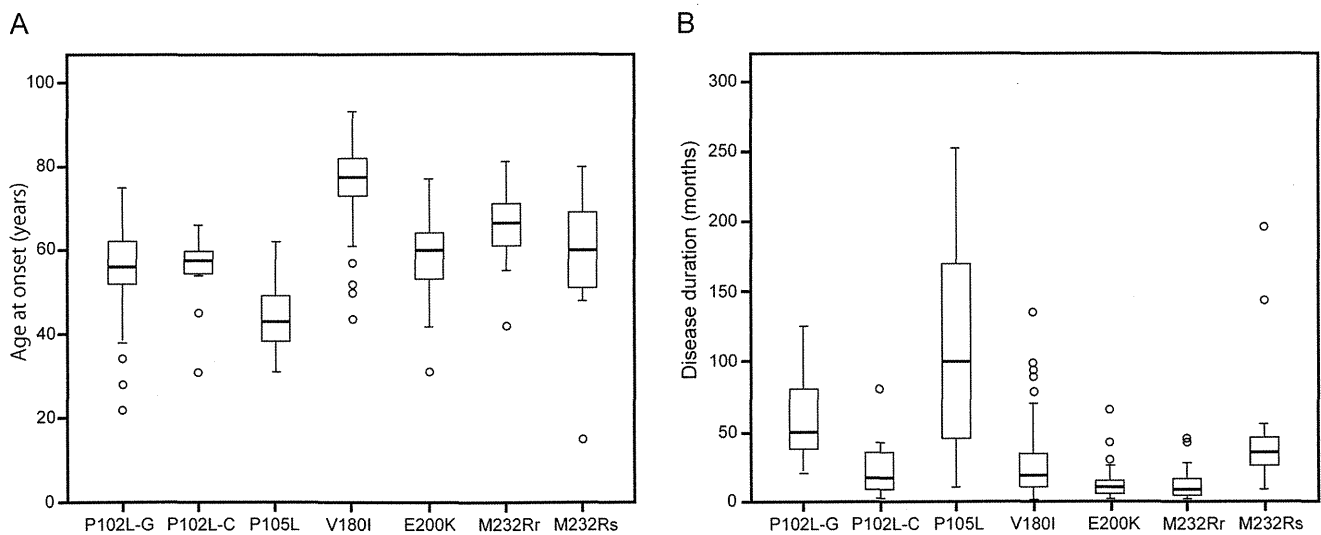 A
Age at onset (years)
100
80
60
40
20
0
P102L-G P102L-C P105L V180I E200K M232Rr M232Rs
B
Disease duration (months)
300
250
200
150
100
50
0
P102L-G P102L-C P105L V180I E200K M232Rr M232Rs